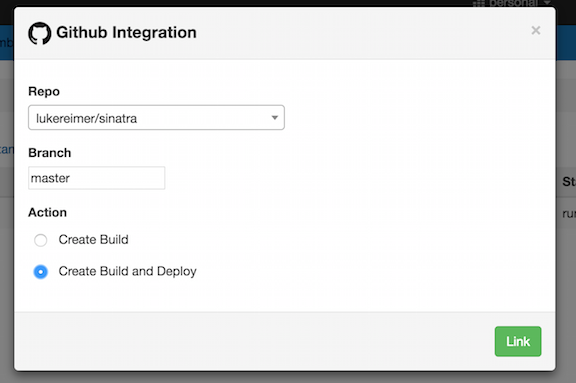 personal
Github Integration
×
Repo
lukereimer/sinatra
Branch
master
Action
Create Build
Create Build and Deploy
Link